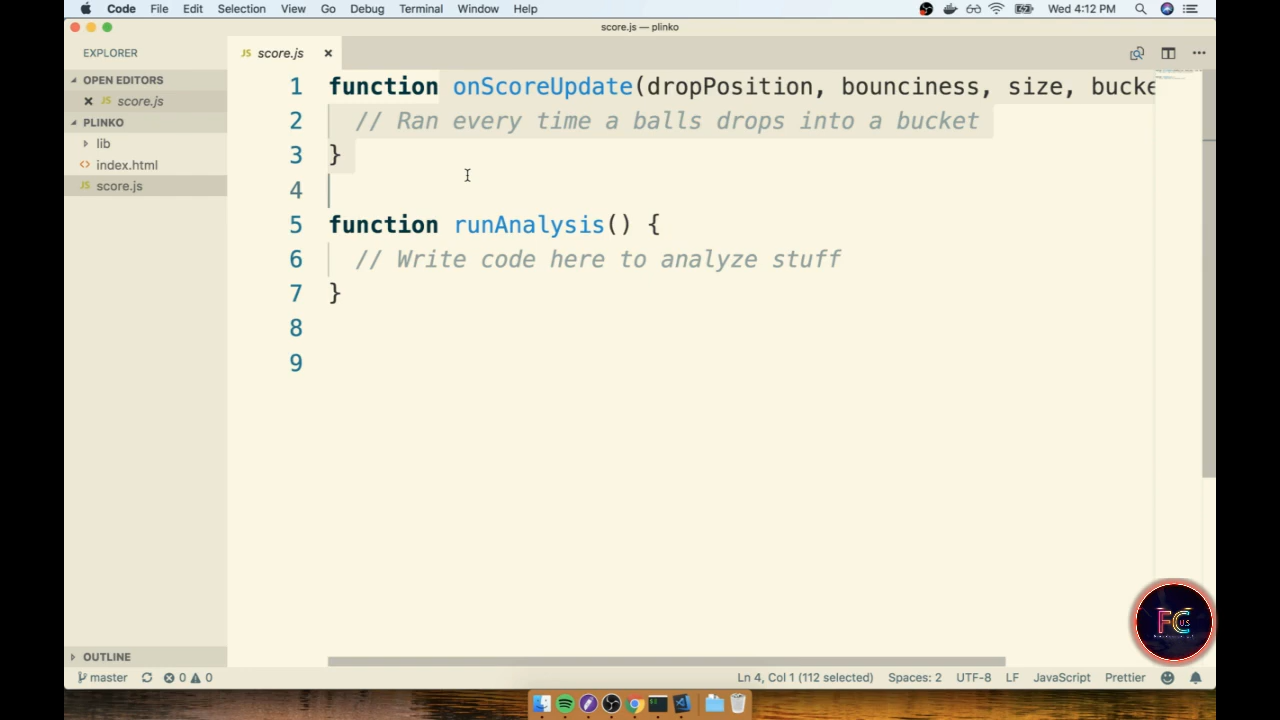 Code File Edit Selection View Go Debug Terminal Window Help Wed 4:12 PM
score.js — plinko
EXPLORER
JS score.js
OPEN EDITORS
JS score.js
PLINKO
lib
<> index.html
JS score.js
1 function onScoreUpdate(dropPosition, bounciness, size, bucke
2 // Ran every time a balls drops into a bucket
3 }
4
5 function runAnalysis() {
6 // Write code here to analyze stuff
7 }
8
9
FC
U.S
OUTLINE
master 0 0 Ln 4, Col 1 (112 selected) Spaces: 2 UTF-8 LF JavaScript Prettier